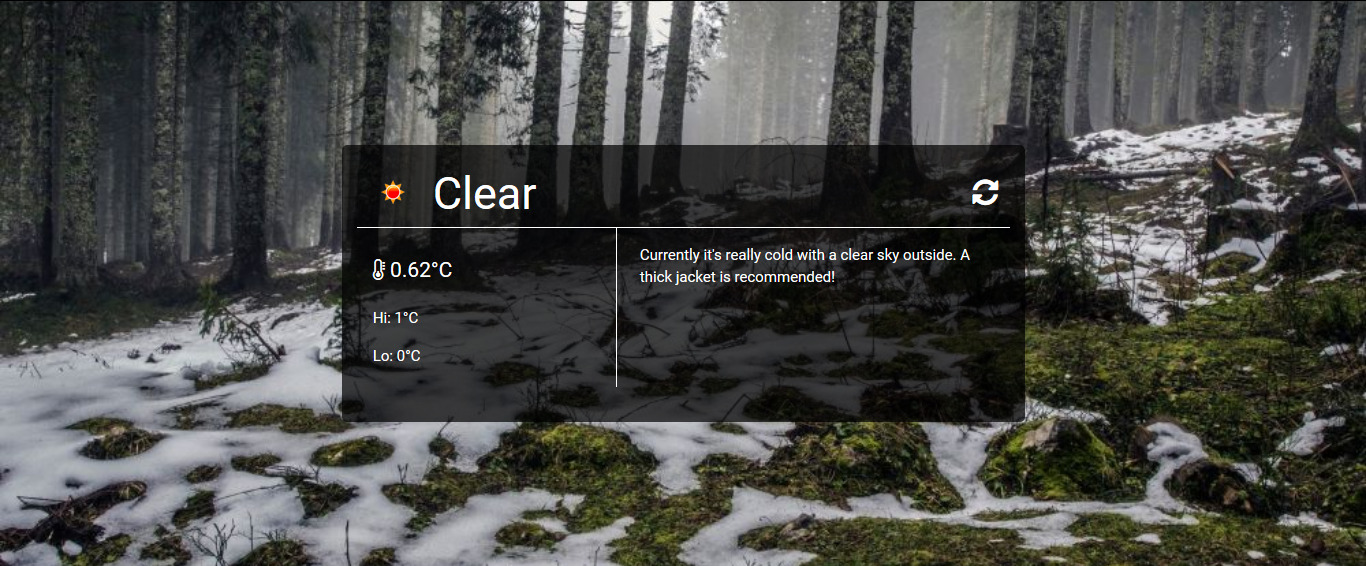 Clear
0.62°C
Hi: 1°C
Lo: 0°C
Currently it's really cold with a clear sky outside. A
thick jacket is recommended!